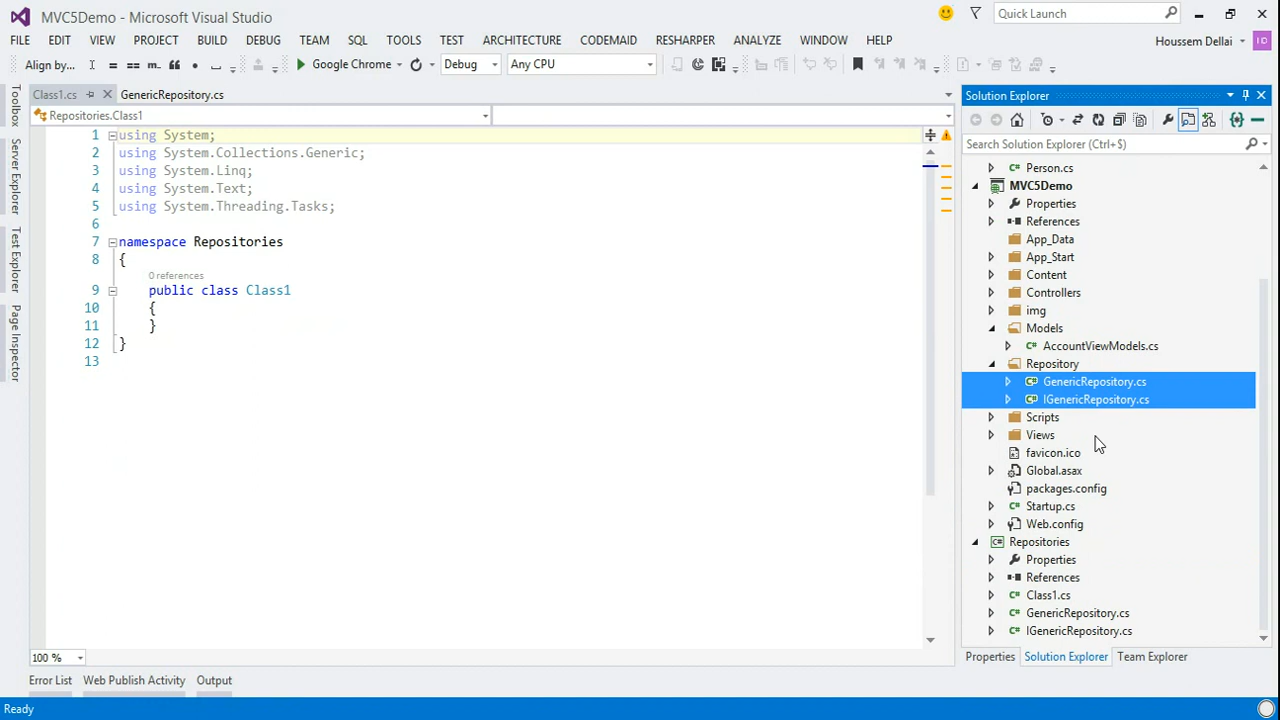 MVC5Demo - Microsoft Visual Studio
Quick Launch
FILE EDIT VIEW PROJECT BUILD DEBUG TEAM SQL TOOLS TEST ARCHITECTURE CODEMAID RESHARPER ANALYZE WINDOW HELP
Houssem Dellai
Align by... Google Chrome Debug Any CPU
Class1.cs GenericRepository.cs
Repositories.Class1
Toolbox
Server Explorer
Test Explorer
Page Inspector
1 using System;
2 using System.Collections.Generic;
3 using System.Linq;
4 using System.Text;
5 using System.Threading.Tasks;
6
7 namespace Repositories
8 {
0 references
9 public class Class1
10 {
11 }
12 }
13
100 %
Solution Explorer
Search Solution Explorer (Ctrl+$)
Person.cs
MVC5Demo
Properties
References
App_Data
App_Start
Content
Controllers
img
Models
AccountViewModels.cs
Repository
GenericRepository.cs
IGenericRepository.cs
Scripts
Views
favicon.ico
Global.asax
packages.config
Startup.cs
Web.config
Repositories
Properties
References
Class1.cs
GenericRepository.cs
IGenericRepository.cs
Properties Solution Explorer Team Explorer
Error List Web Publish Activity Output
Ready